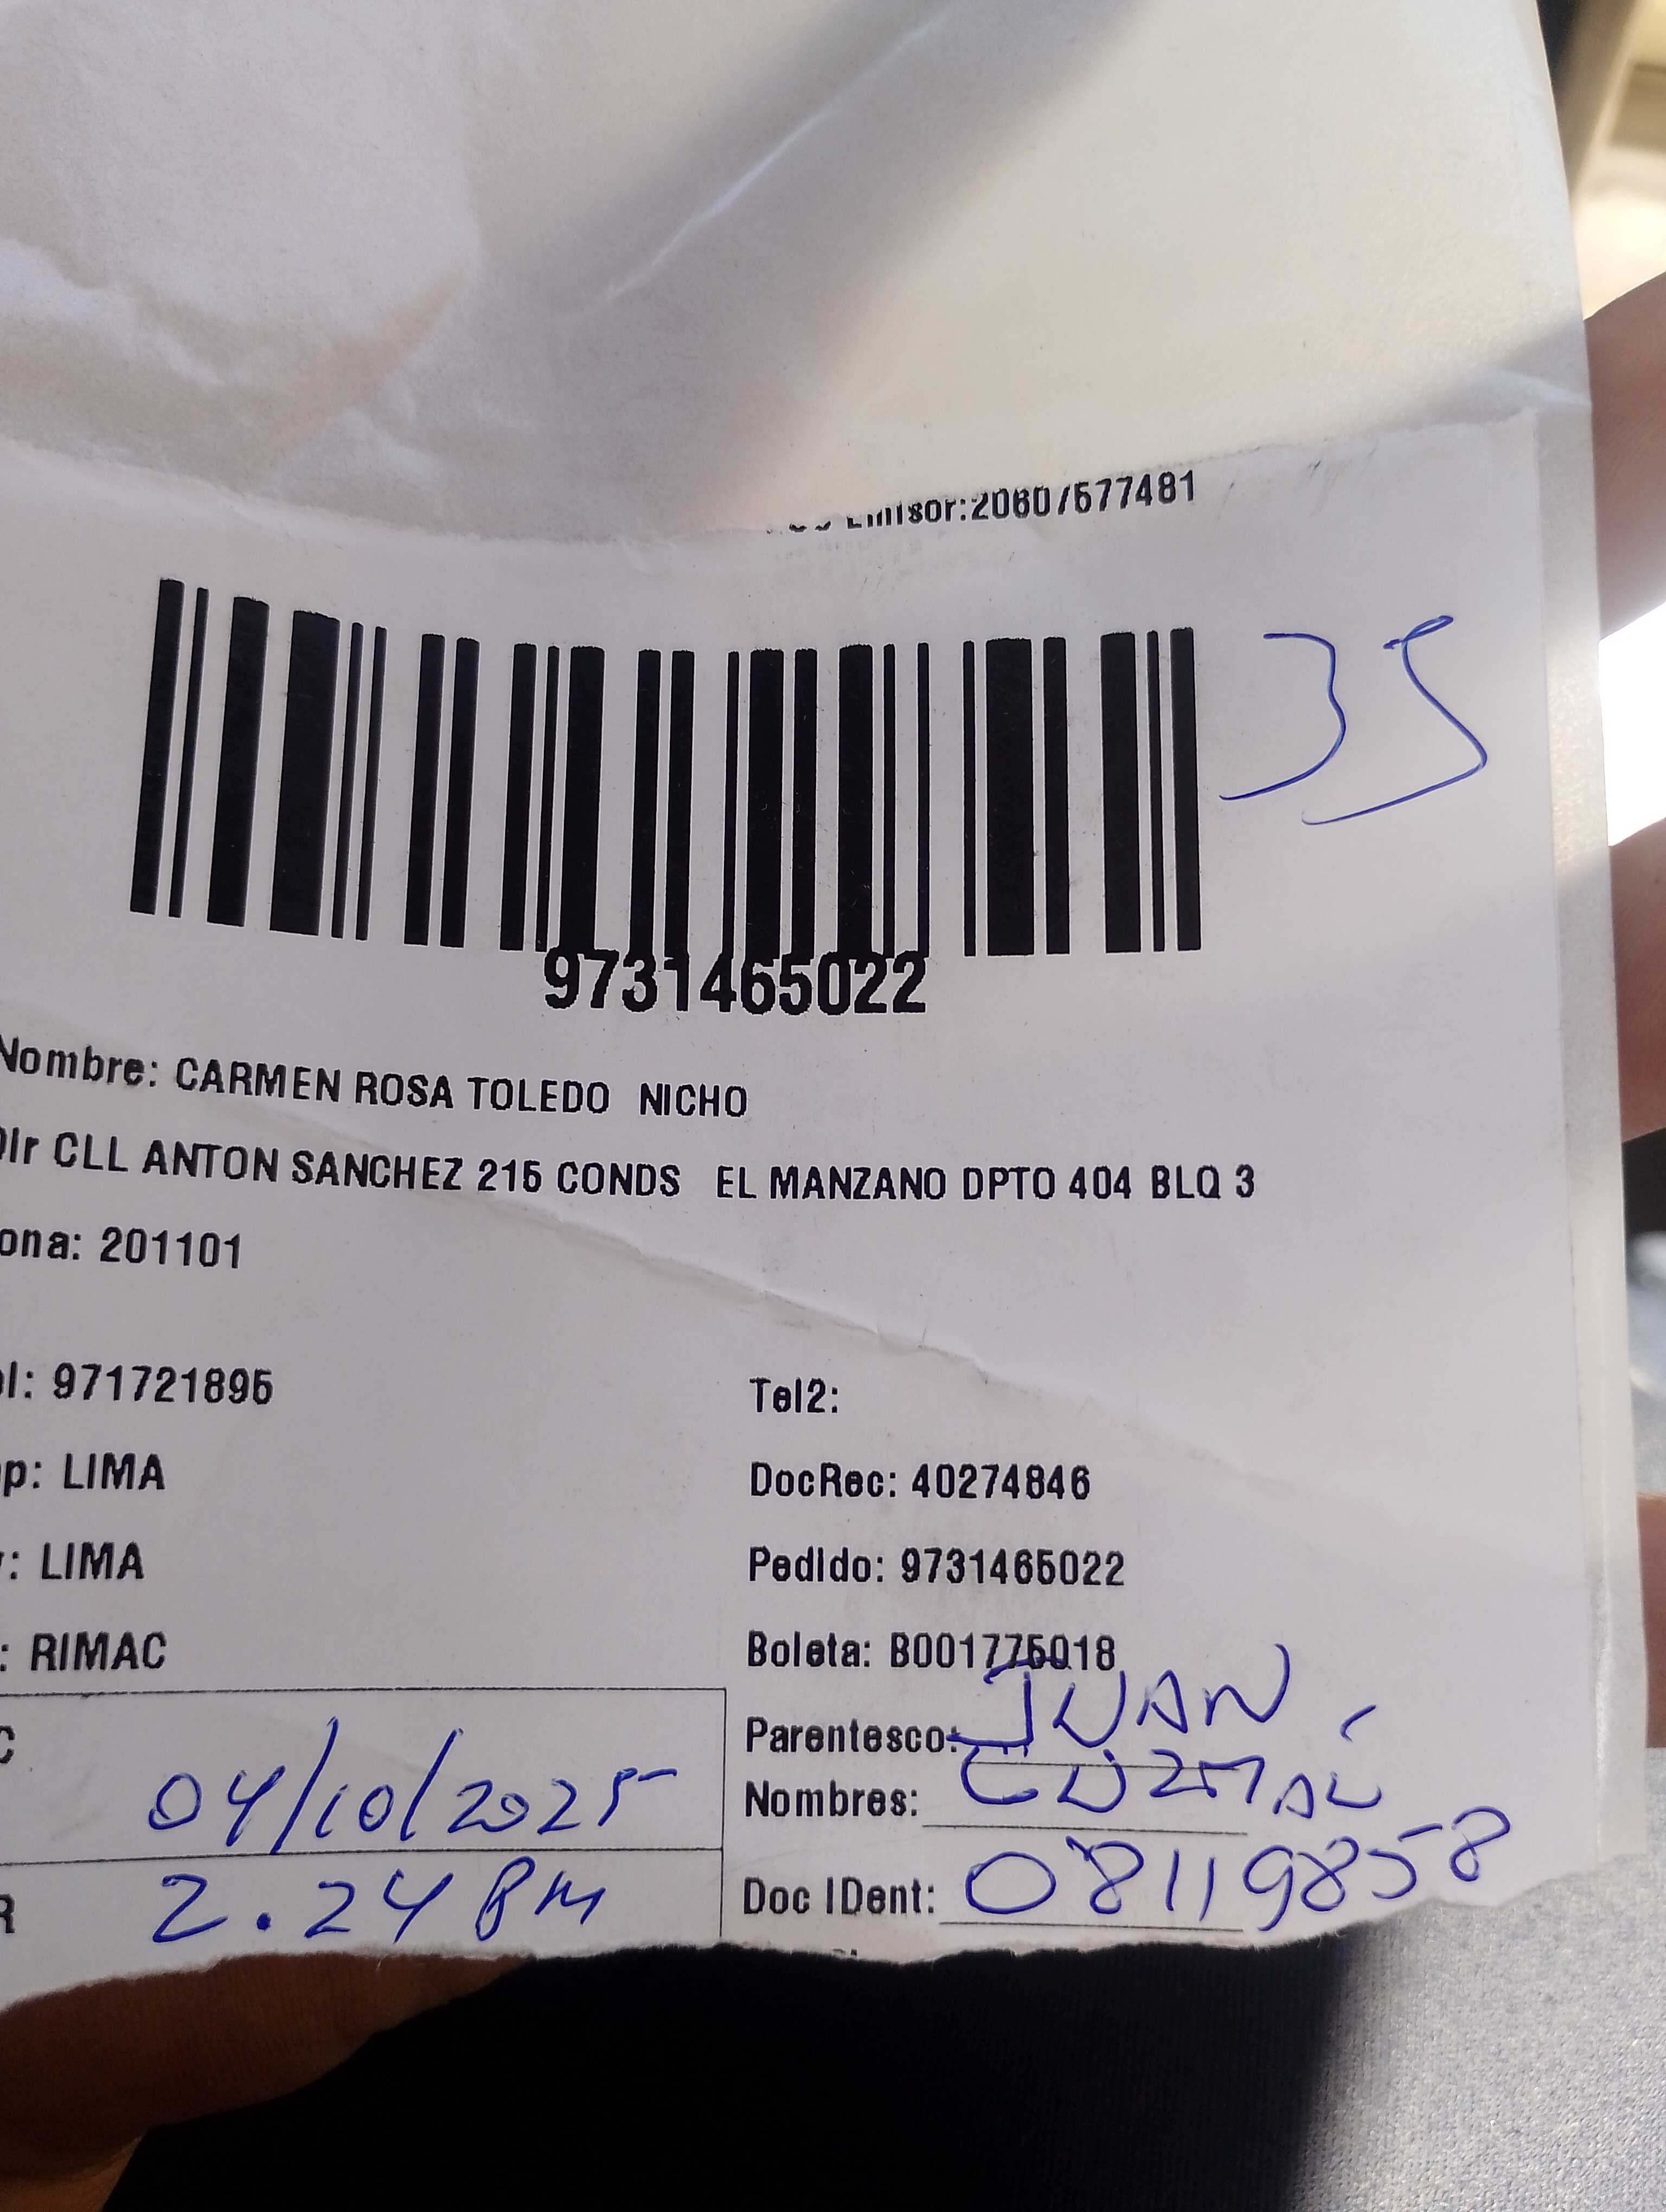 Emisor:20607577481
35
9731465022
Nombre: CARMEN ROSA TOLEDO NICHO
Dir CLL ANTON SANCHEZ 215 CONDS EL MANZANO DPTO 404 BLQ 3
ona: 201101
el: 971721895
Tel2:
p: LIMA
DocRec: 40274846
Pedido: 9731465022
: LIMA
: RIMAC
Boleta: B001775018
Parentesco: JUAN
04/10/2025
Nombres: GUZMAN
2.24 PM
Doc IDent: 08119858